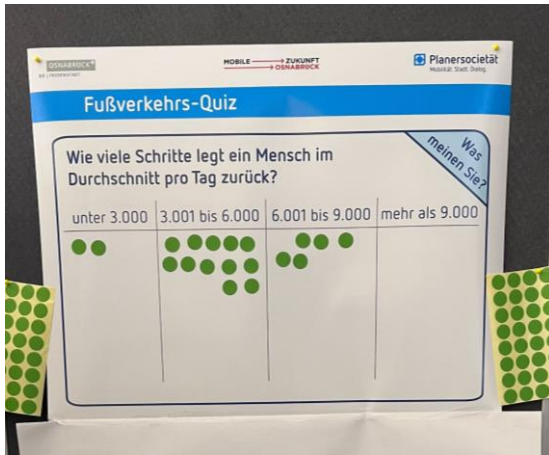 OSNABRÜCK
DIE | FRIEDENSSTADT
MOBILE ZUKUNFT
OSNABRÜCK
Planersocietät
Mobilität. Stadt. Dialog.
Fußverkehrs-Quiz
Was
meinen Sie?
Wie viele Schritte legt ein Mensch im
Durchschnitt pro Tag zurück?
unter 3.000 3.001 bis 6.000 6.001 bis 9.000 mehr als 9.000